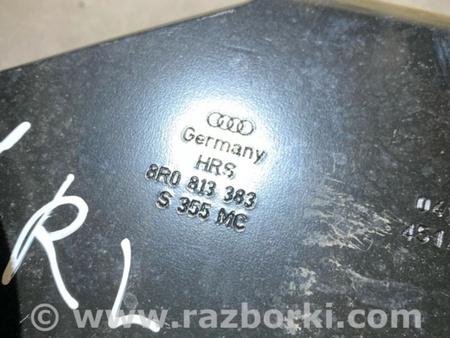 Germany
HRS
8R0 813 383
S 355 MC
RL
www.razborki.com